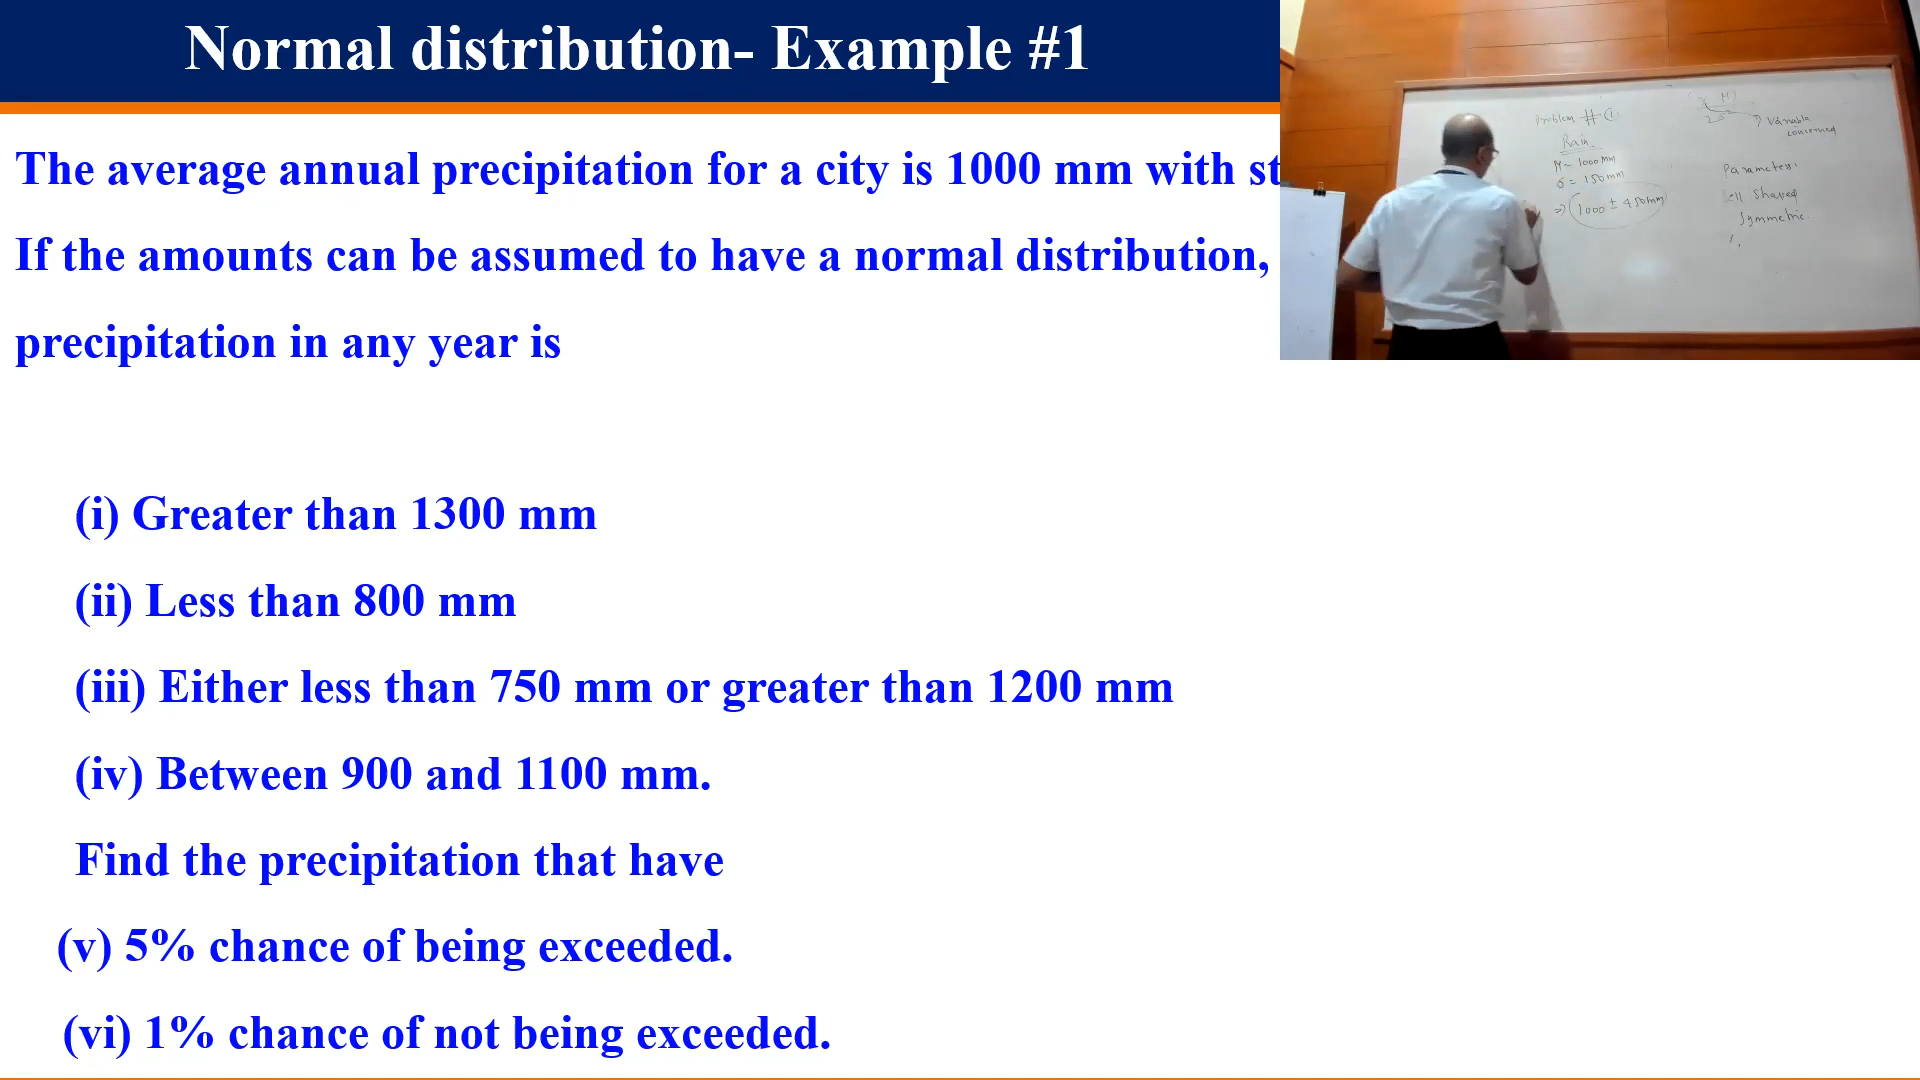 Normal distribution- Example #1
The average annual precipitation for a city is 1000 mm with st
If the amounts can be assumed to have a normal distribution,
precipitation in any year is
(i) Greater than 1300 mm
(ii) Less than 800 mm
(iii) Either less than 750 mm or greater than 1200 mm
(iv) Between 900 and 1100 mm.
Find the precipitation that have
(v) 5% chance of being exceeded.
(vi) 1% chance of not being exceeded.
Problem # 1
Rain
μ = 1000 mm
σ = 150 mm
⇒ 1000 ± 450 mm
Variable
concerned
Parameters
Shaped
Symmetric